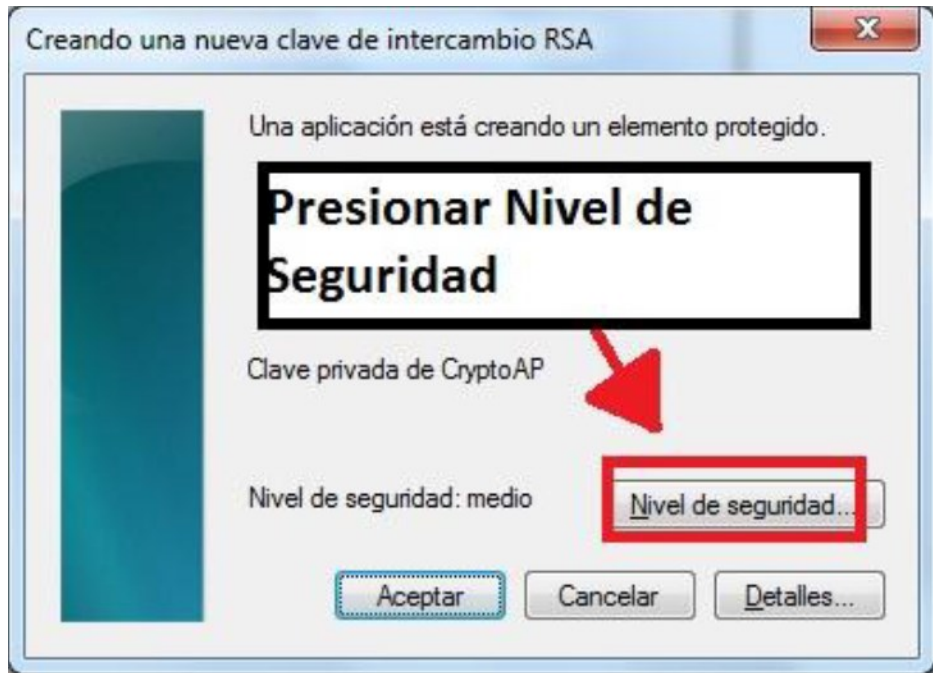 Creando una nueva clave de intercambio RSA
Una aplicación está creando un elemento protegido.
Presionar Nivel de
Seguridad
Clave privada de CryptoAP
Nivel de seguridad: medio
Nivel de seguridad...
Aceptar
Cancelar
Detalles...